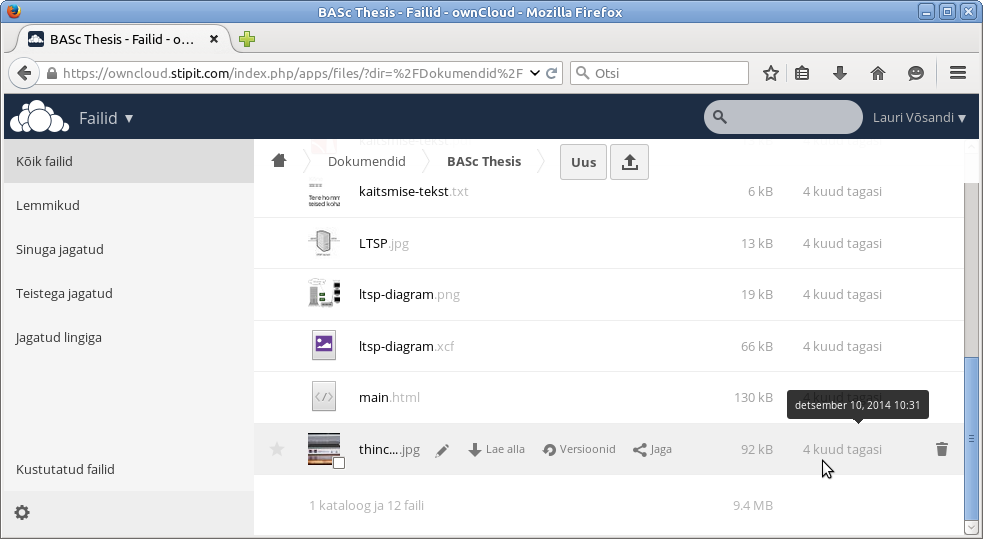 BASc Thesis - Failid - ownCloud - Mozilla Firefox
BASc Thesis - Failid - o...
https://owncloud.stipit.com/index.php/apps/files/?dir=%2FDokumendid%2F
Otsi
Failid ▾
Lauri Võsandi ▾
Kõik failid
Lemmikud
Sinuga jagatud
Teistega jagatud
Jagatud lingiga
Kustutatud failid
Dokumendid
BASc Thesis
Uus
kaitsmise-tekst
kaitsmise-tekst.txt 6 kB 4 kuud tagasi
LTSP.jpg 13 kB 4 kuud tagasi
ltsp-diagram.png 19 kB 4 kuud tagasi
ltsp-diagram.xcf 66 kB 4 kuud tagasi
main.html 130 kB
detsember 10, 2014 10:31
thinc....jpg Lae alla Versioonid Jaga 92 kB 4 kuud tagasi
1 kataloog ja 12 faili 9.4 MB